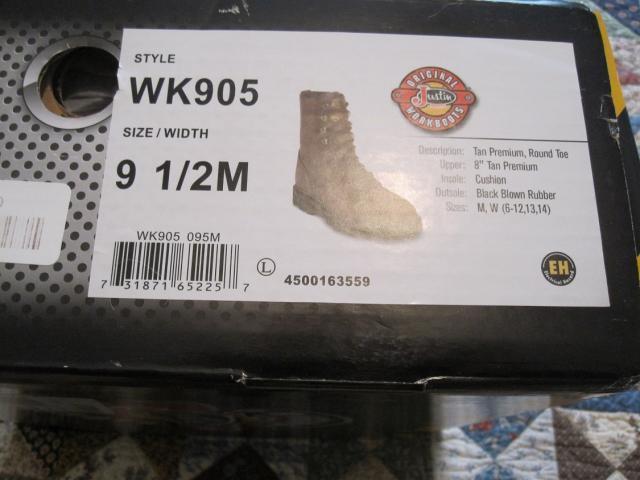 STYLE
WK905
SIZE / WIDTH
9 1/2M
WK905 095M
7 31871 65225 7
L 4500163559
ORIGINAL
Justin
WORKBOOTS
Description: Tan Premium, Round Toe
Upper: 8" Tan Premium
Insole: Cushion
Outsole: Black Blown Rubber
Sizes: M, W (6-12,13,14)
EH